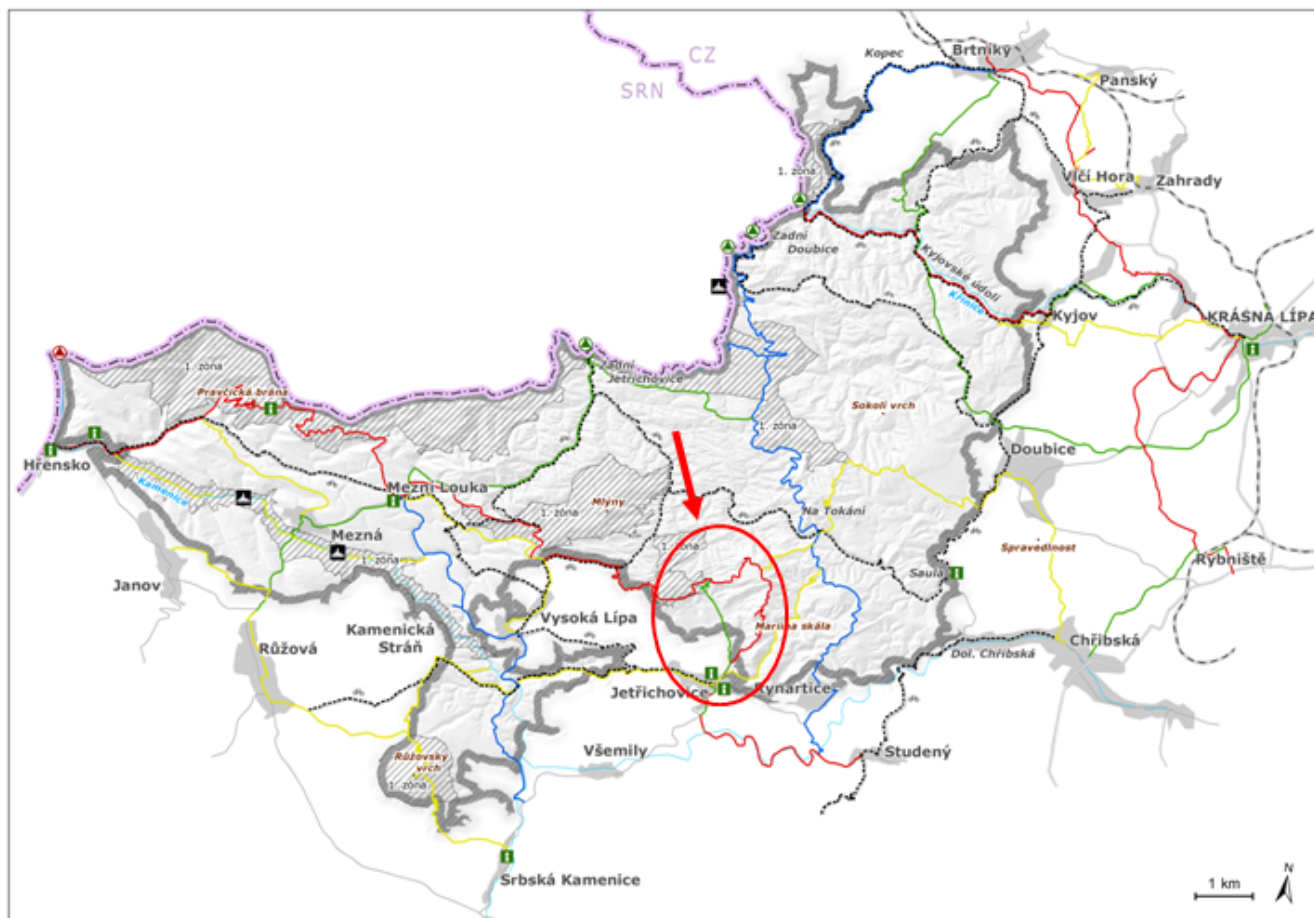 CZ
SRN
Kopec
Brtníky
Panský
1. zóna
Vlčí Hora
Zahrady
Zadní
Doubice
Kyjovské údolí
Křinice
Kyjov
KRÁSNÁ LÍPA
1. zóna
Pravčická brána
Zadní
Jetřichovice
Sokolí vrch
1. zóna
Doubice
Hřensko
Kamenice
Mezní Louka
Mlýny
1. zóna
Na Tokáni
Mezná
1. zóna
1. zóna
Spravedlnost
Rybniště
Janov
Saula
Vysoká Lípa
Mariina skála
Kamenická
Stráň
Růžová
Chřibská
Dol. Chřibská
Jetřichovice
Rynartice
Všemily
Studený
Růžovský
vrch
1. zóna
Srbská Kamenice
N
1 km